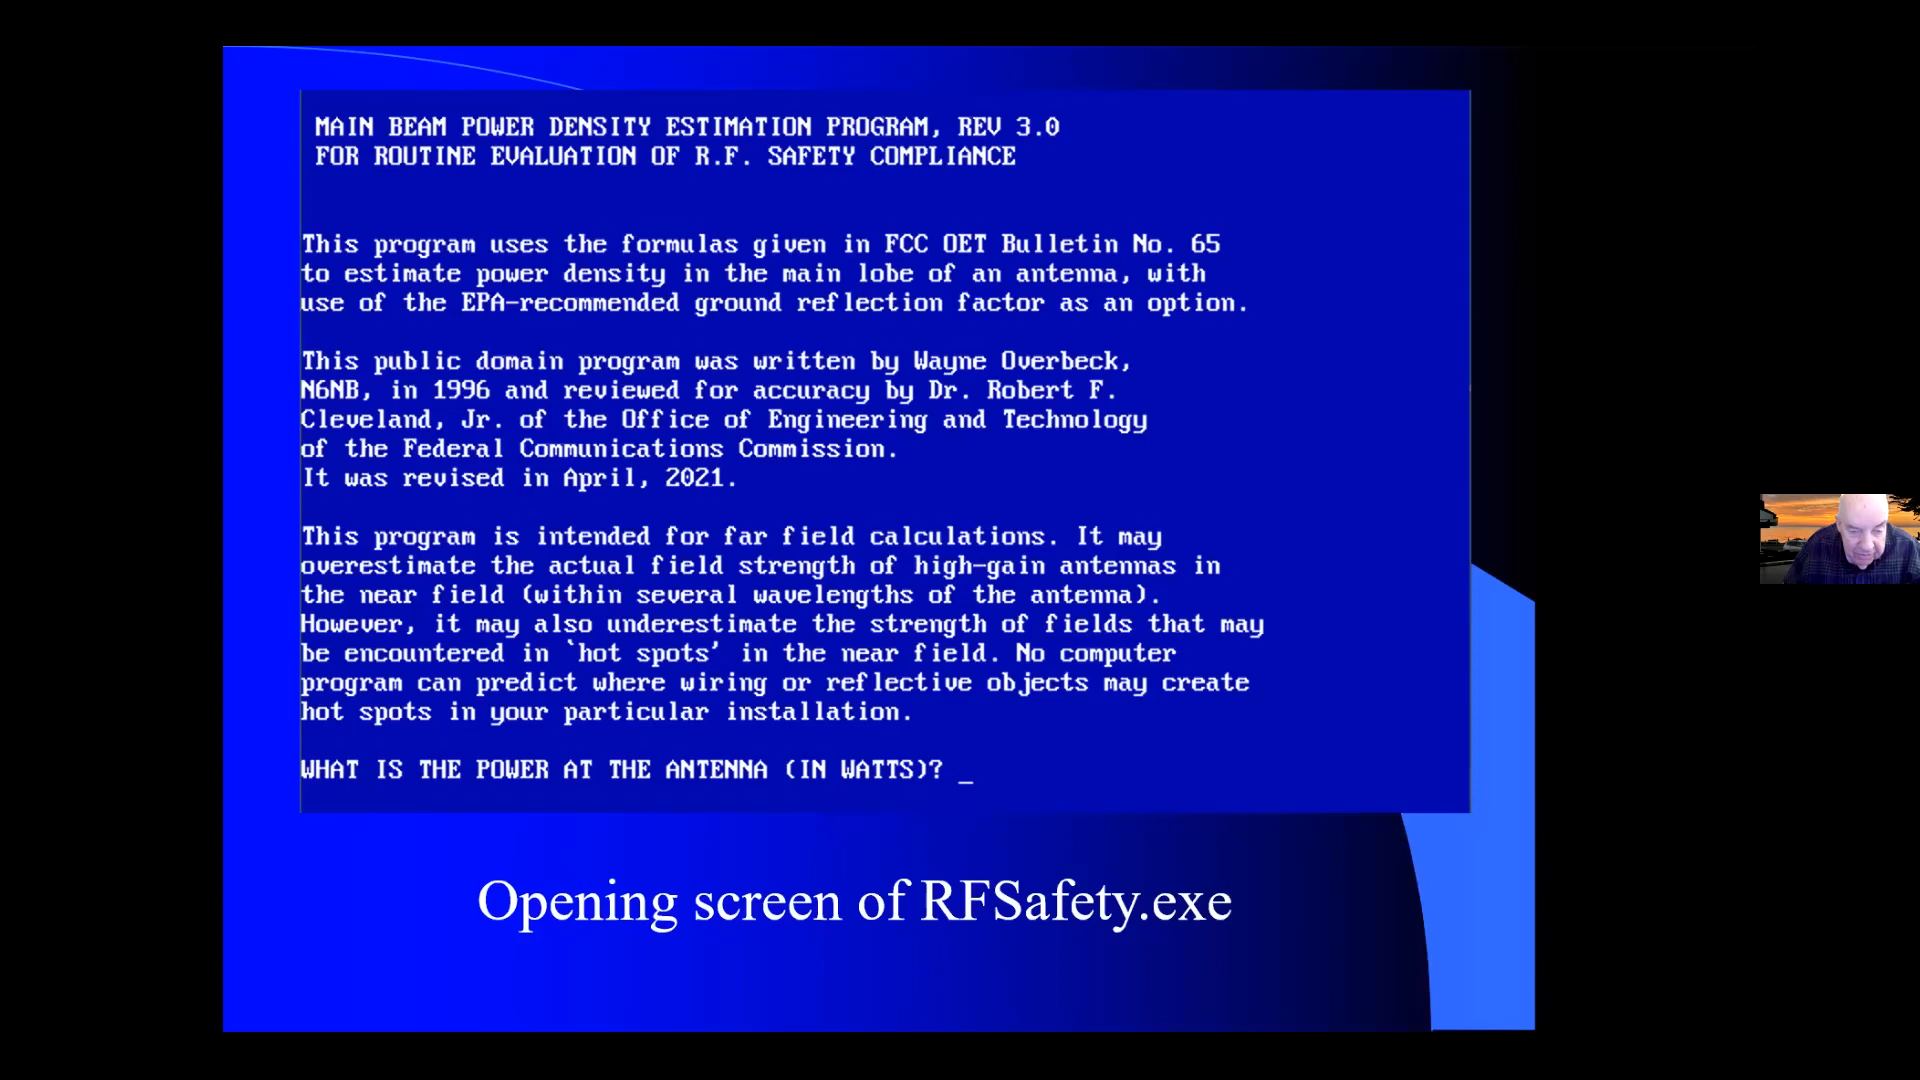 MAIN BEAM POWER DENSITY ESTIMATION PROGRAM, REV 3.0
FOR ROUTINE EVALUATION OF R.F. SAFETY COMPLIANCE
This program uses the formulas given in FCC OET Bulletin No. 65
to estimate power density in the main lobe of an antenna, with
use of the EPA-recommended ground reflection factor as an option.
This public domain program was written by Wayne Overbeck,
N6NB, in 1996 and reviewed for accuracy by Dr. Robert F.
Cleveland, Jr. of the Office of Engineering and Technology
of the Federal Communications Commission.
It was revised in April, 2021.
This program is intended for far field calculations. It may
overestimate the actual field strength of high-gain antennas in
the near field (within several wavelengths of the antenna).
However, it may also underestimate the strength of fields that may
be encountered in `hot spots' in the near field. No computer
program can predict where wiring or reflective objects may create
hot spots in your particular installation.
WHAT IS THE POWER AT THE ANTENNA (IN WATTS)? _
Opening screen of RFSafety.exe